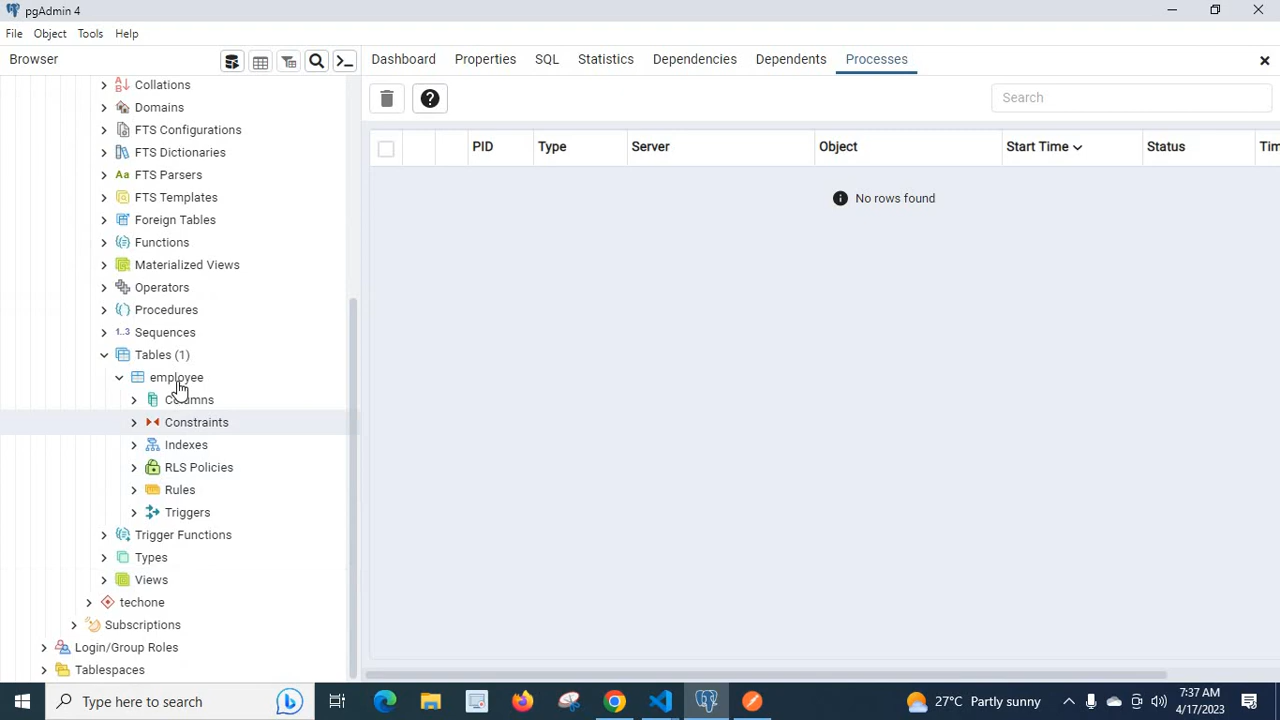 pgAdmin 4
File Object Tools Help
Browser
Dashboard Properties SQL Statistics Dependencies Dependents Processes
Search
PID Type Server Object Start Time Status Tim
No rows found
Collations
Domains
FTS Configurations
FTS Dictionaries
Aa FTS Parsers
FTS Templates
Foreign Tables
Functions
Materialized Views
Operators
Procedures
1..3 Sequences
Tables (1)
employee
Columns
Constraints
Indexes
RLS Policies
Rules
Triggers
Trigger Functions
Types
Views
techone
Subscriptions
Login/Group Roles
Tablespaces
Type here to search
27°C Partly sunny
7:37 AM
4/17/2023